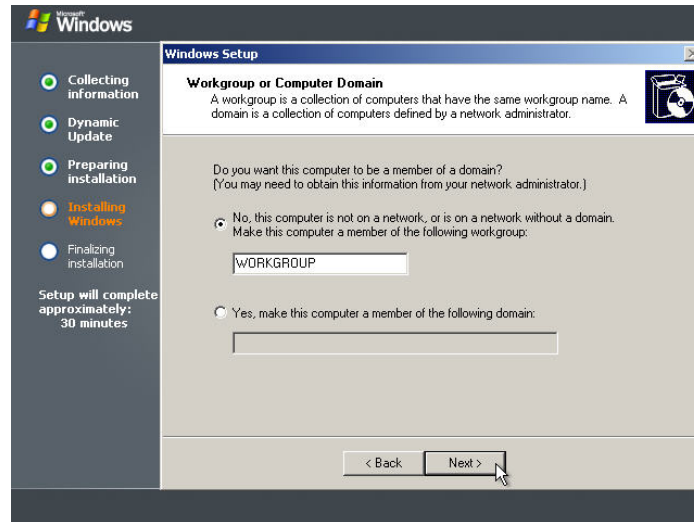 Microsoft
Windows
Collecting
information
Dynamic
Update
Preparing
installation
Installing
Windows
Finalizing
installation
Setup will complete
approximately:
30 minutes
Windows Setup
Workgroup or Computer Domain
A workgroup is a collection of computers that have the same workgroup name. A
domain is a collection of computers defined by a network administrator.
Do you want this computer to be a member of a domain?
(You may need to obtain this information from your network administrator.)
No, this computer is not on a network, or is on a network without a domain.
Make this computer a member of the following workgroup:
WORKGROUP
Yes, make this computer a member of the following domain:
< Back
Next >